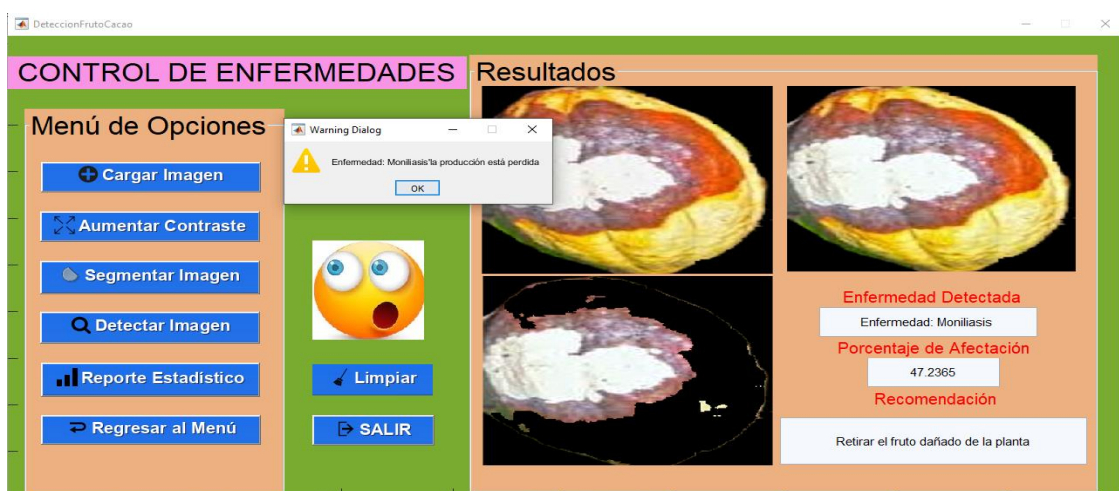 DeteccionFrutoCacao
CONTROL DE ENFERMEDADES
Menú de Opciones
Cargar Imagen
Aumentar Contraste
Segmentar Imagen
Detectar Imagen
Reporte Estadístico
Regresar al Menú
Warning Dialog
Enfermedad: Moniliasis'la producción está perdida
OK
Limpiar
SALIR
Resultados
Enfermedad Detectada
Enfermedad: Moniliasis
Porcentaje de Afectación
47.2365
Recomendación
Retirar el fruto dañado de la planta